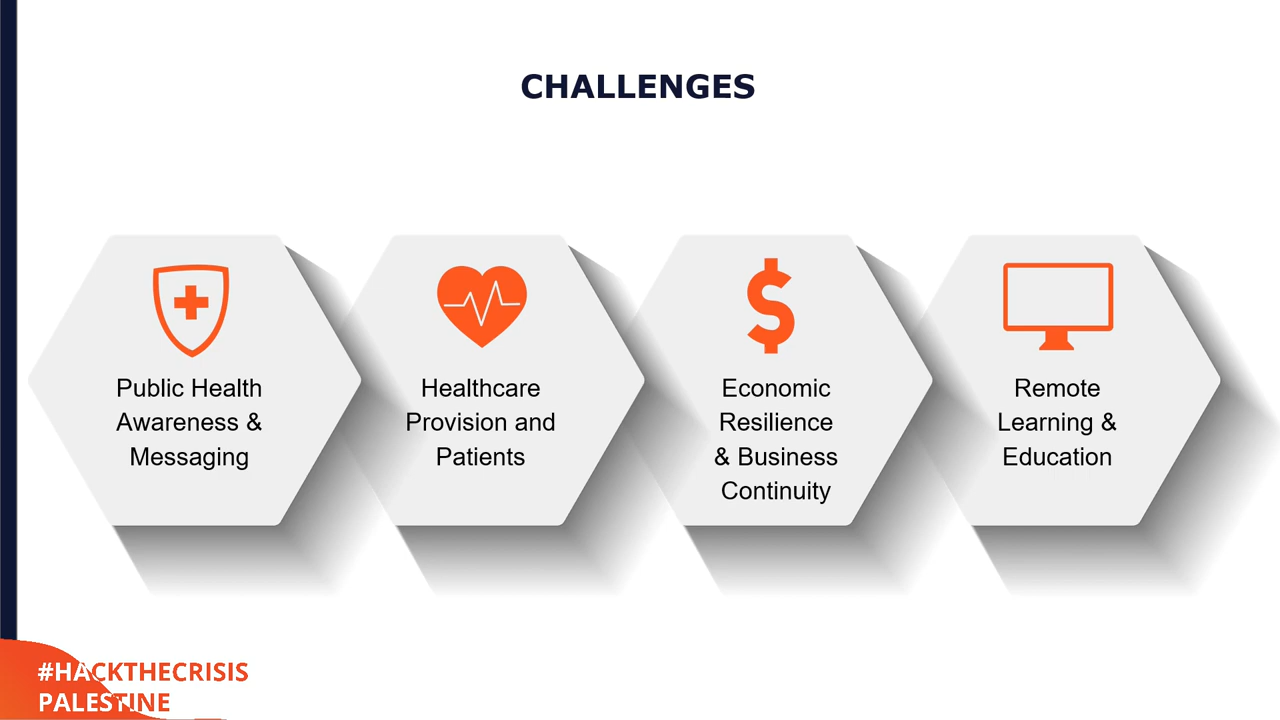 CHALLENGES
Public Health
Awareness &
Messaging
Healthcare
Provision and
Patients
Economic
Resilience
& Business
Continuity
Remote
Learning &
Education
#HACKTHECRISIS
PALESTINE